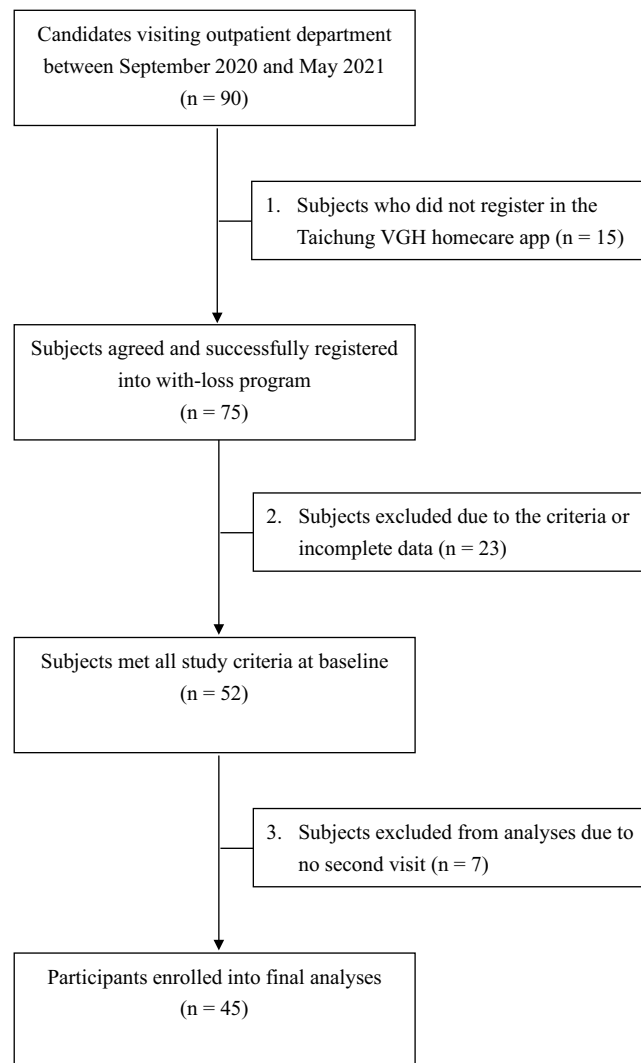 Candidates visiting outpatient department
between September 2020 and May 2021
(n = 90)
1. Subjects who did not register in the
Taichung VGH homecare app (n = 15)
Subjects agreed and successfully registered
into with-loss program
(n = 75)
2. Subjects excluded due to the criteria or
incomplete data (n = 23)
Subjects met all study criteria at baseline
(n = 52)
3. Subjects excluded from analyses due to
no second visit (n = 7)
Participants enrolled into final analyses
(n = 45)